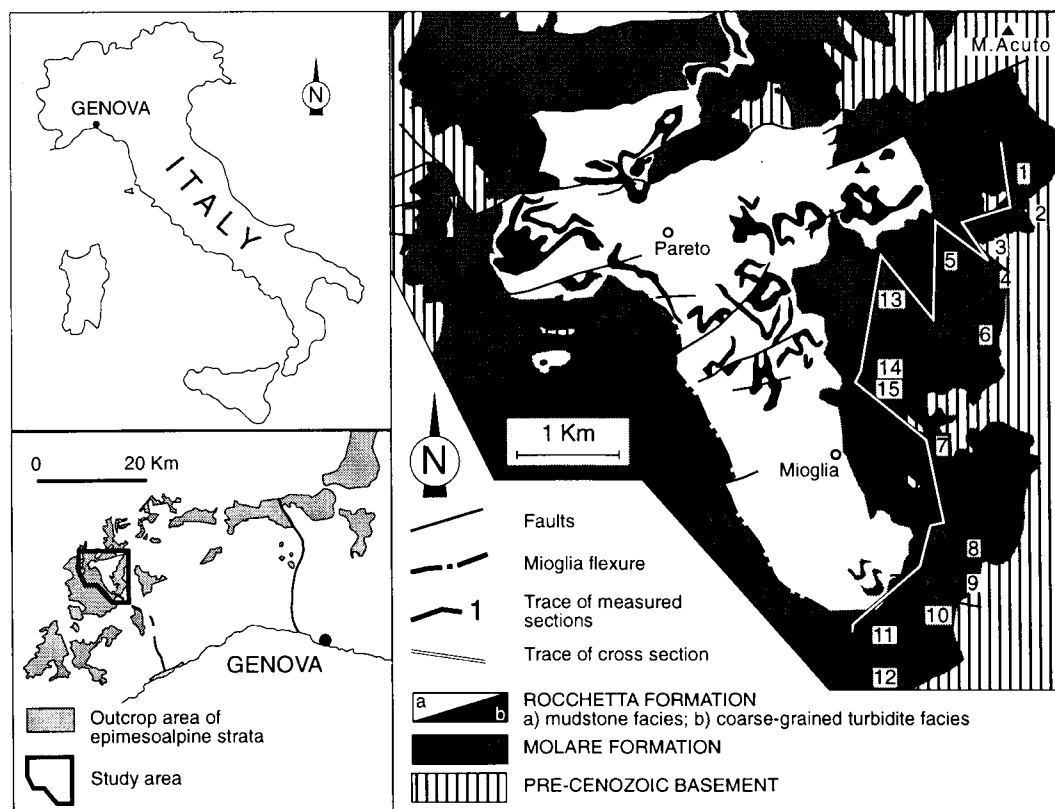 GENOVA
N
ITALY
0 20 Km
GENOVA
Outcrop area of
epimesoalpine strata
Study area
M.Acuto
1
2
3
4
5
13
6
Pareto
14
15
1 Km
7
N
Mioglia
8
9
10
11
12
Faults
Mioglia flexure
1
Trace of measured
sections
Trace of cross section
a
b
ROCCHETTA FORMATION
a) mudstone facies; b) coarse-grained turbidite facies
MOLARE FORMATION
PRE-CENOZOIC BASEMENT